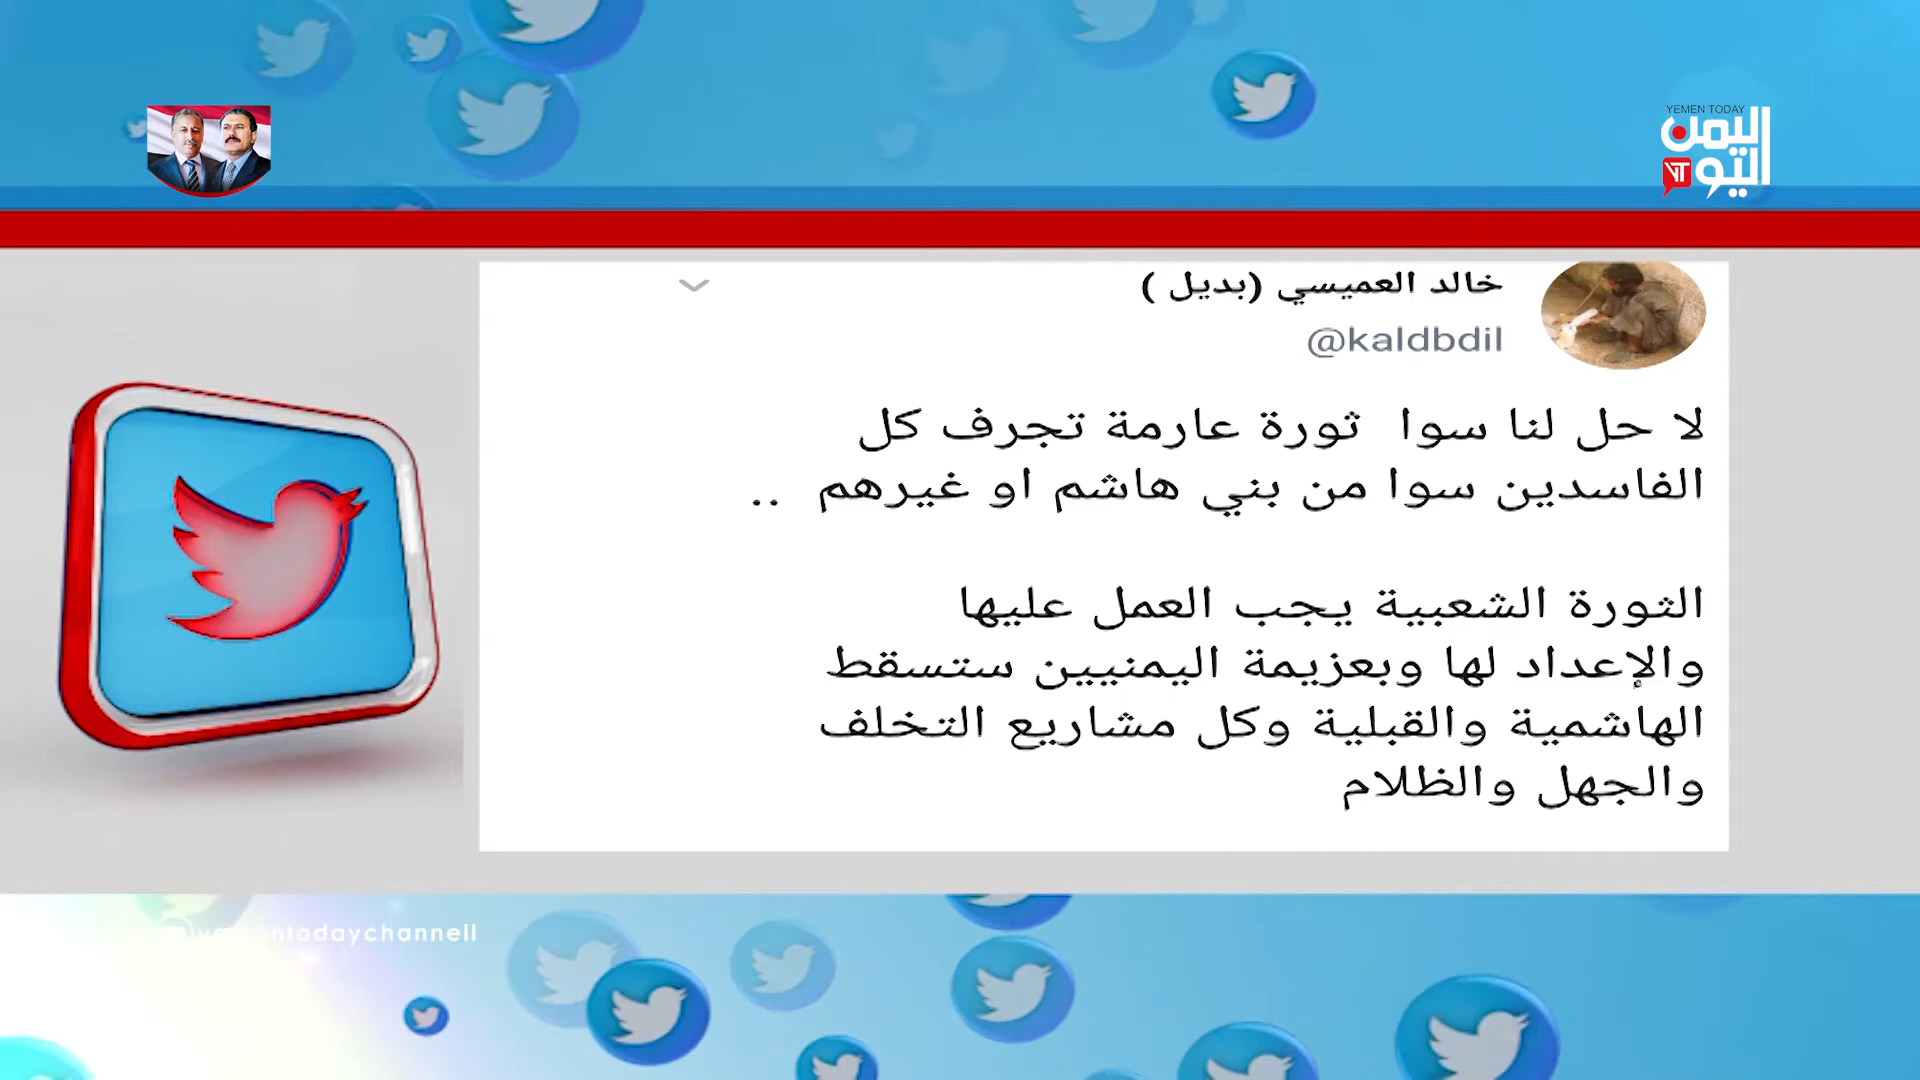 YEMEN TODAY
اليمن
اليوم
YT
خالد العميسي (بديل )
@kaldbdil
لا حل لنا سوا ثورة عارمة تجرف كل
الفاسدين سوا من بني هاشم او غيرهم ..
الثورة الشعبية يجب العمل عليها
والإعداد لها وبعزيمة اليمنيين ستسقط
الهاشمية والقبلية وكل مشاريع التخلف
والجهل والظلام